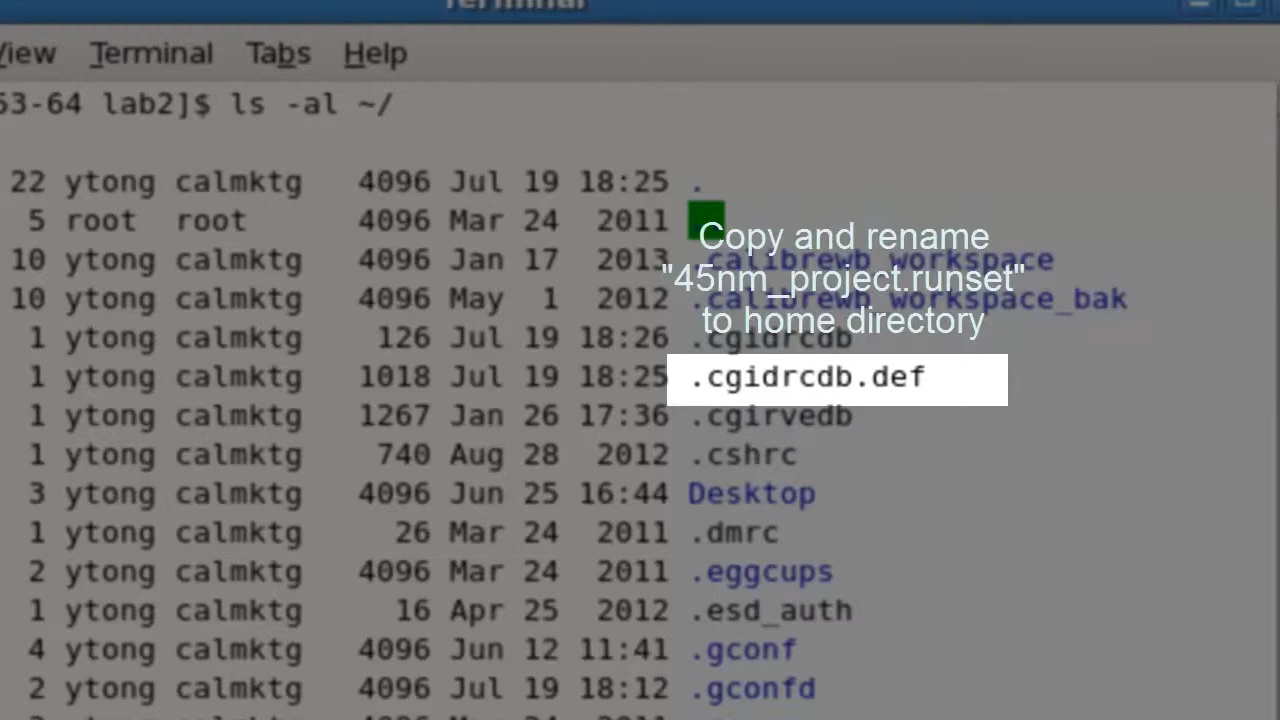 Terminal
View Terminal Tabs Help
53-64 lab2]$ ls -al ~/
22 ytong calmktg 4096 Jul 19 18:25 .
5 root root 4096 Mar 24 2011
10 ytong calmktg 4096 Jan 17 2013 .calibrewb_workspace
10 ytong calmktg 4096 May 1 2012 .calibrewb_workspace_bak
1 ytong calmktg 126 Jul 19 18:26 .cgidrcdb
1 ytong calmktg 1018 Jul 19 18:25 .cgidrcdb.def
1 ytong calmktg 1267 Jan 26 17:36 .cgirvedb
1 ytong calmktg 740 Aug 28 2012 .cshrc
3 ytong calmktg 4096 Jun 25 16:44 Desktop
1 ytong calmktg 26 Mar 24 2011 .dmrc
2 ytong calmktg 4096 Mar 24 2011 .eggcups
1 ytong calmktg 16 Apr 25 2012 .esd_auth
4 ytong calmktg 4096 Jun 12 11:41 .gconf
2 ytong calmktg 4096 Jul 19 18:12 .gconfd
Copy and rename
"45nm_project.runset"
to home directory